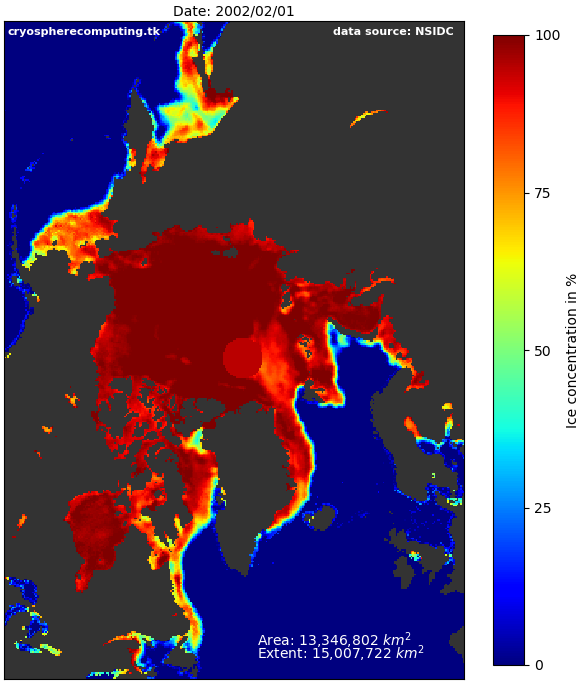 Date: 2002/02/01
cryospherecomputing.tk
data source: NSIDC
100
75
50
25
0
Ice concentration in %
Area: 13,346,802 km²
Extent: 15,007,722 km²